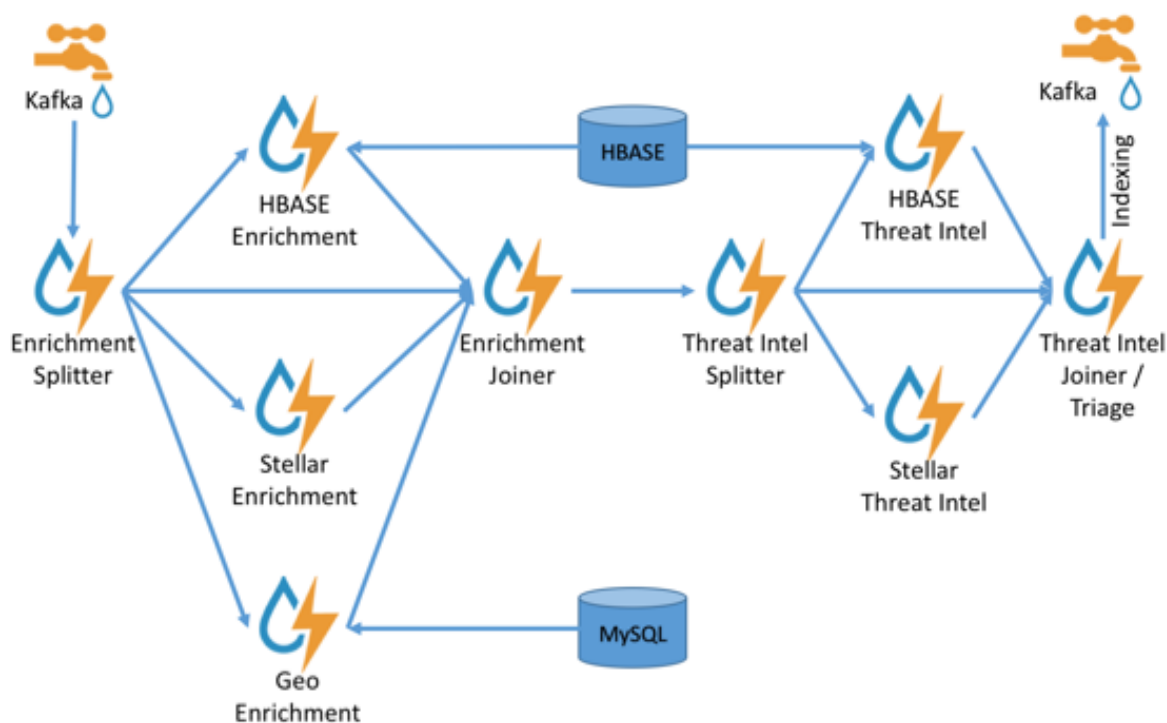 Kafka
Kafka
HBASE
Indexing
HBASE
Enrichment
HBASE
Threat Intel
Enrichment
Splitter
Enrichment
Joiner
Threat Intel
Splitter
Threat Intel
Joiner /
Triage
Stellar
Enrichment
Stellar
Threat Intel
MySQL
Geo
Enrichment